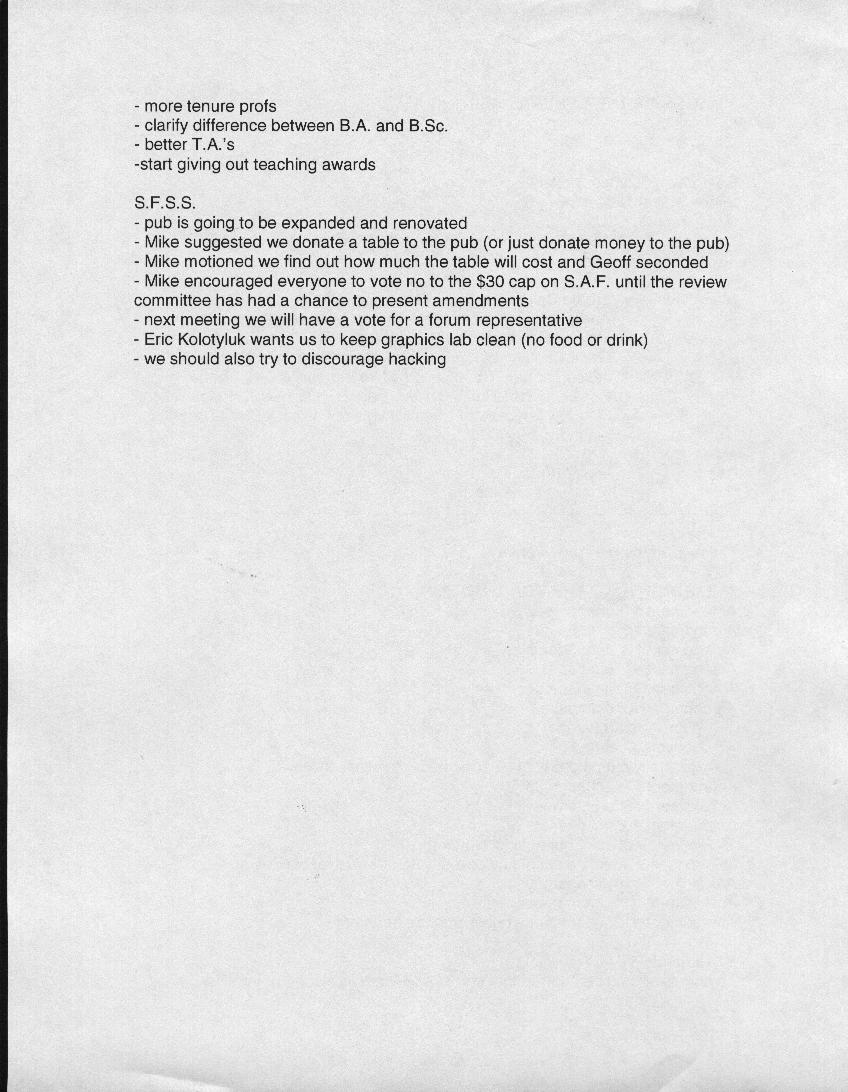 - more tenure profs
- clarify difference between B.A. and B.Sc.
- better T.A.'s
-start giving out teaching awards
S.F.S.S.
- pub is going to be expanded and renovated
- Mike suggested we donate a table to the pub (or just donate money to the pub)
- Mike motioned we find out how much the table will cost and Geoff seconded
- Mike encouraged everyone to vote no to the $30 cap on S.A.F. until the review
committee has had a chance to present amendments
- next meeting we will have a vote for a forum representative
- Eric Kolotyluk wants us to keep graphics lab clean (no food or drink)
- we should also try to discourage hacking